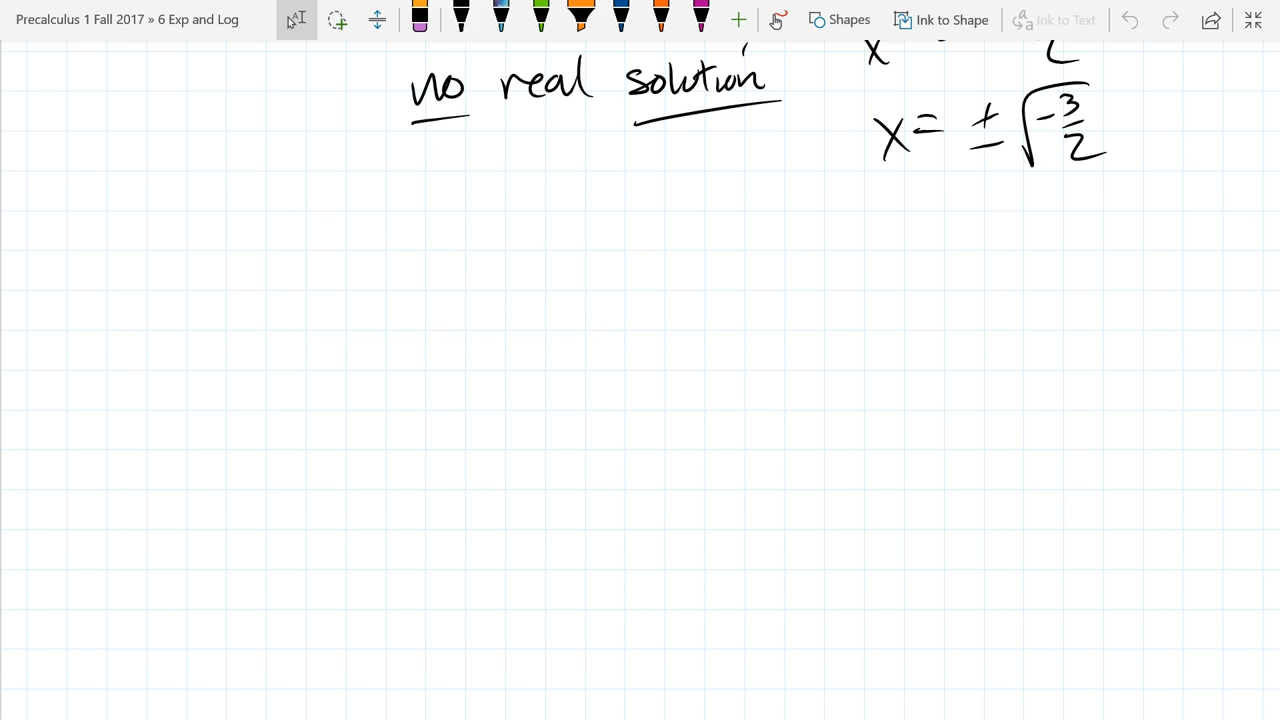 Precalculus 1 Fall 2017 » 6 Exp and Log
Shapes
Ink to Shape
Ink to Text
no real solution
x = ± √-3/2